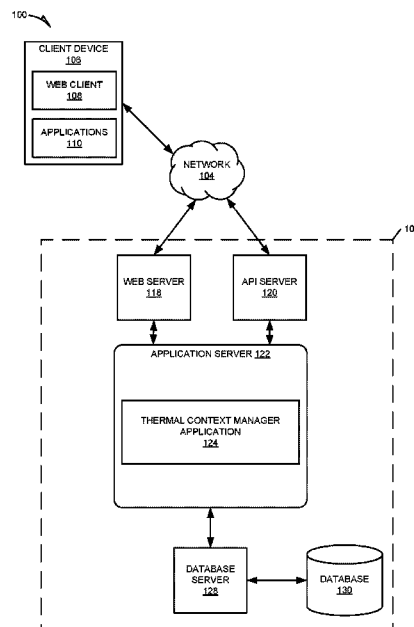 100
CLIENT DEVICE
106
WEB CLIENT
108
APPLICATIONS
110
NETWORK
104
10
WEB SERVER
118
API SERVER
120
APPLICATION SERVER 122
THERMAL CONTEXT MANAGER
APPLICATION
124
DATABASE
SERVER
128
DATABASE
130